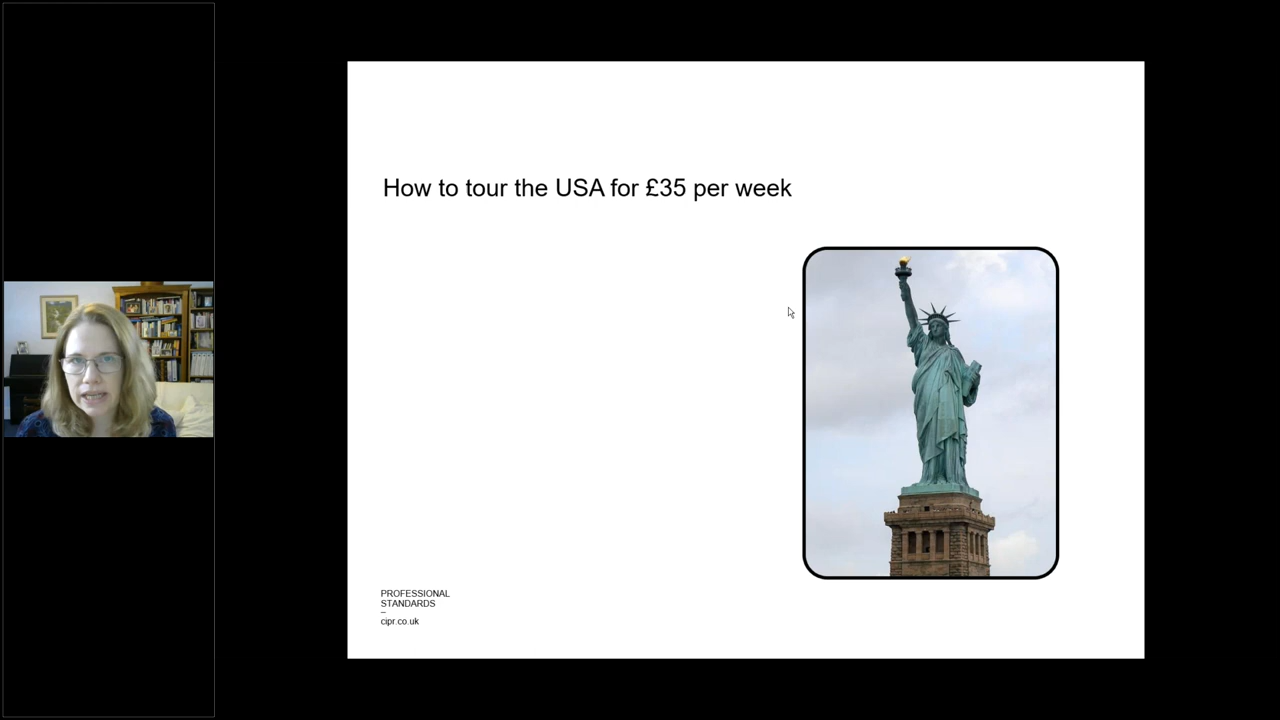 How to tour the USA for £35 per week
PROFESSIONAL
STANDARDS
–
cipr.co.uk